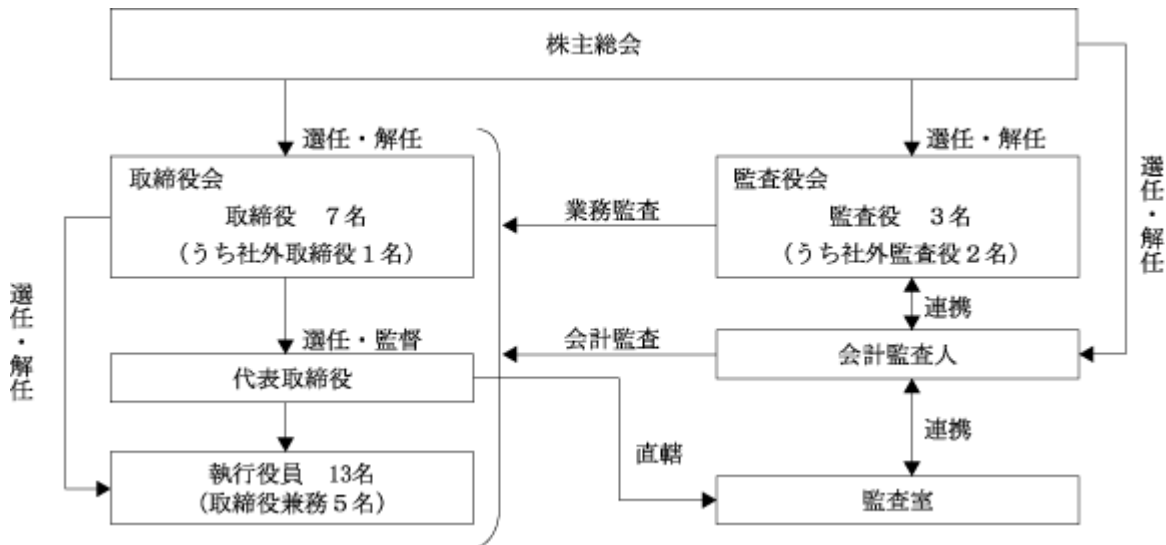 株主総会
選任・解任
選任・解任
選任・解任
取締役会
取締役　７名
（うち社外取締役１名）
業務監査
監査役会
監査役　３名
（うち社外監査役２名）
選任・解任
連携
選任・監督
会計監査
会計監査人
代表取締役
連携
直轄
執行役員　13名
（取締役兼務５名）
監査室